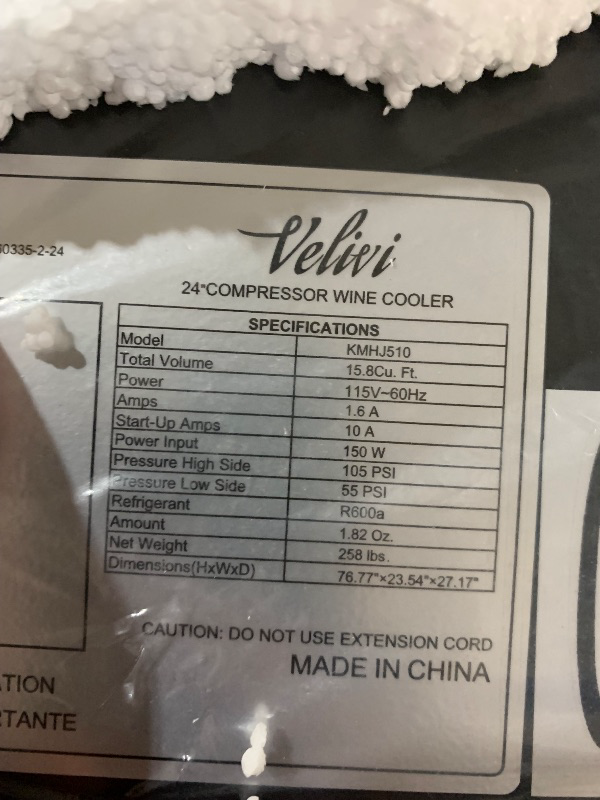 60335-2-24
Velivi
24"COMPRESSOR WINE COOLER
SPECIFICATIONS
Model KMHJ510
Total Volume 15.8Cu. Ft.
Power 115V~60Hz
Amps 1.6 A
Start-Up Amps 10 A
Power Input 150 W
Pressure High Side 105 PSI
Pressure Low Side 55 PSI
Refrigerant R600a
Amount 1.82 Oz.
Net Weight 258 lbs.
Dimensions(HxWxD) 76.77"×23.54"×27.17"
CAUTION: DO NOT USE EXTENSION CORD
MADE IN CHINA
ATION
RTANTE